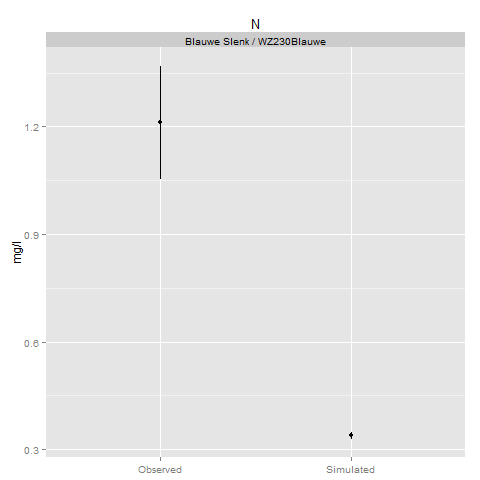 N
Blauwe Slenk / WZ230Blauwe
1.2
0.9
0.6
0.3
mg/l
Observed
Simulated